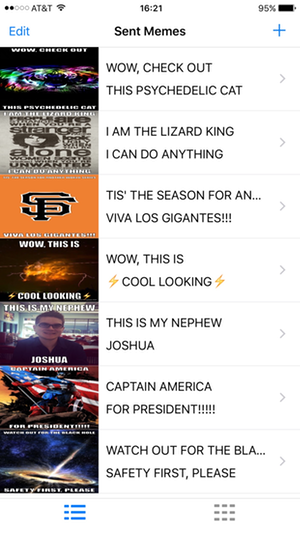 AT&T 16:21 95%
Edit Sent Memes +
WOW, CHECK OUT
THIS PSYCHEDELIC CAT
WOW, CHECK OUT
THIS PSYCHEDELIC CAT
I AM THE LIZARD KING
stranger
alone
UNWANTED
I CAN DO ANYTHING
I AM THE LIZARD KING
I CAN DO ANYTHING
SF
VIVA LOS GIGANTES!!!
TIS' THE SEASON FOR AN...
VIVA LOS GIGANTES!!!
WOW, THIS IS
⚡COOL LOOKING⚡
WOW, THIS IS
⚡COOL LOOKING⚡
THIS IS MY NEPHEW
JOSHUA
THIS IS MY NEPHEW
JOSHUA
CAPTAIN AMERICA
FOR PRESIDENT!!!!!
CAPTAIN AMERICA
FOR PRESIDENT!!!!!
WATCH OUT FOR THE BLACK HOLE
SAFETY FIRST, PLEASE
WATCH OUT FOR THE BLA...
SAFETY FIRST, PLEASE